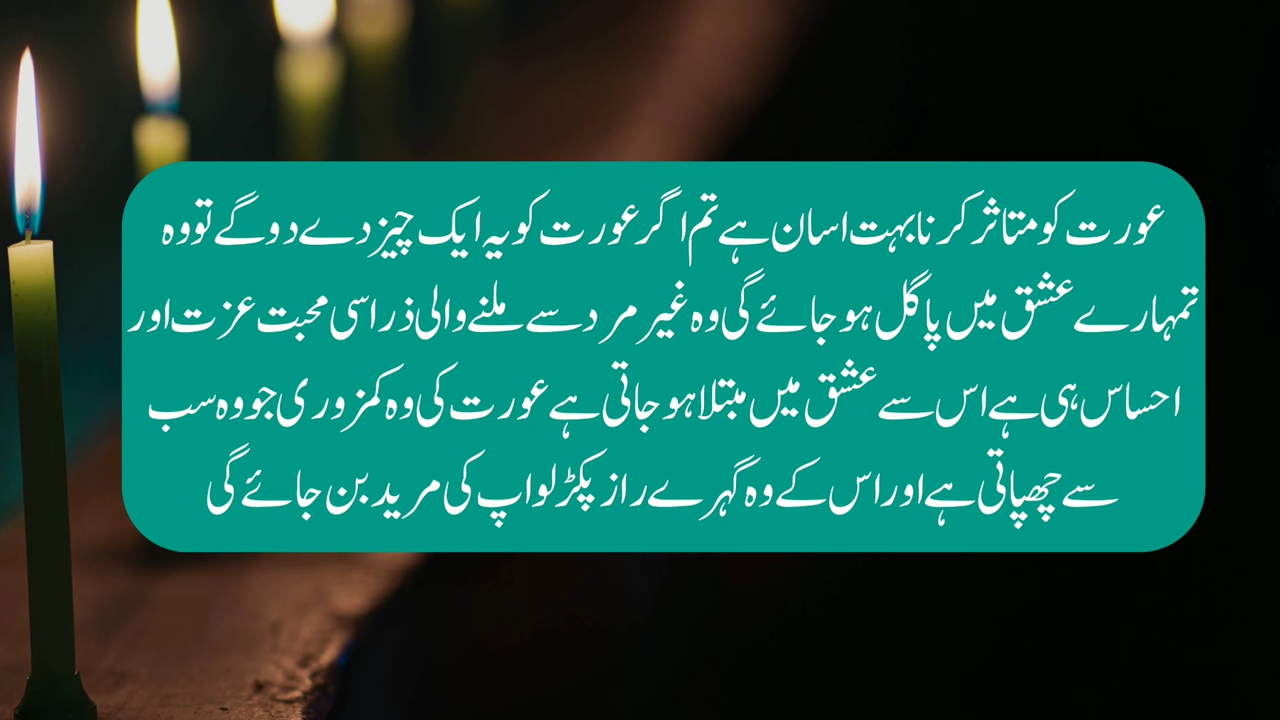 عورت کو متاثر کرنا بہت اسان ہے تم اگر عورت کو یہ ایک چیز دے دو گے تو وہ
تمہارے عشق میں پاگل ہو جائے گی وہ غیر مرد سے ملنے والی ذرا سی محبت عزت اور
احساس ہی ہے اس سے عشق میں مبتلا ہو جاتی ہے عورت کی وہ کمزوری جو وہ سب
سے چھپاتی ہے اور اس کے وہ گہرے راز پکڑ لو اپ کی مرید بن جائے گی